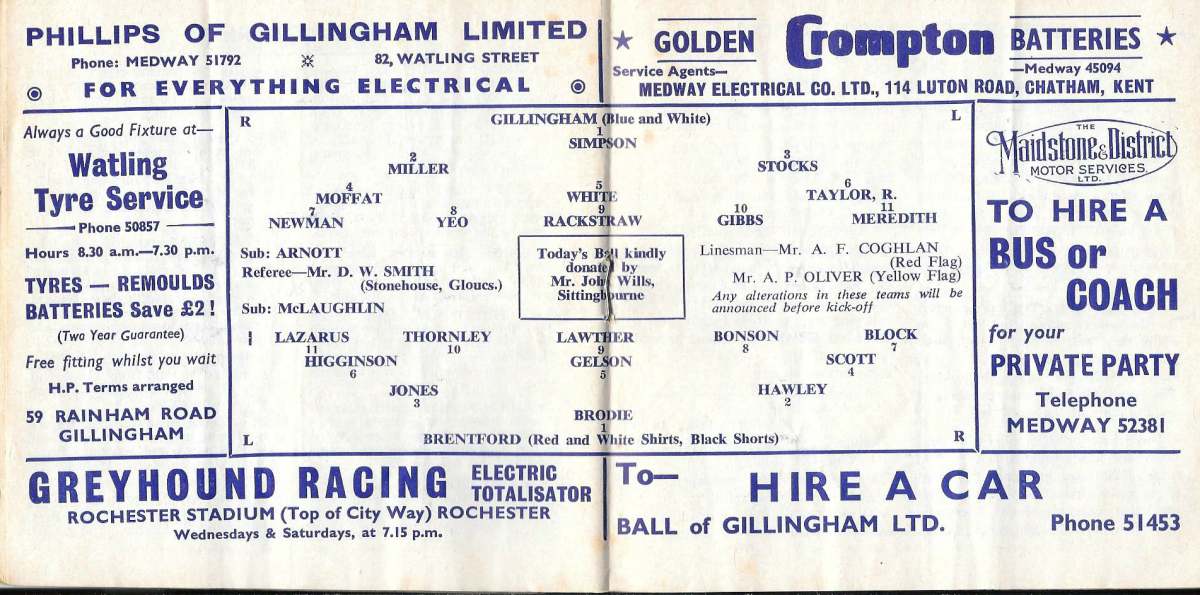 PHILLIPS OF GILLINGHAM LIMITED
Phone: MEDWAY 51792 82, WATLING STREET
FOR EVERYTHING ELECTRICAL
GOLDEN Crompton BATTERIES
Service Agents— —Medway 45094
MEDWAY ELECTRICAL CO. LTD., 114 LUTON ROAD, CHATHAM, KENT
Always a Good Fixture at—
Watling
Tyre Service
Phone 50857
Hours 8.30 a.m.—7.30 p.m.
TYRES — REMOULDS
BATTERIES Save £2!
(Two Year Guarantee)
Free fitting whilst you wait
H.P. Terms arranged
59 RAINHAM ROAD
GILLINGHAM
R GILLINGHAM (Blue and White) L
1
SIMPSON
2 3
MILLER STOCKS
4 5 6
MOFFAT WHITE TAYLOR, R.
7 8 9 10 11
NEWMAN YEO RACKSTRAW GIBBS MEREDITH
Sub: ARNOTT
Referee—Mr. D. W. SMITH
(Stonehouse, Gloucs.)
Sub: McLAUGHLIN
Today's Ball kindly
donated by
Mr. John Wills,
Sittingbourne
Linesman—Mr. A. F. COGHLAN
(Red Flag)
Mr. A. P. OLIVER (Yellow Flag)
Any alterations in these teams will be
announced before kick-off
LAZARUS THORNLEY LAWTHER BONSON BLOCK
11 10 9 8 7
HIGGINSON GELSON SCOTT
6 5 4
JONES HAWLEY
3 2
BRODIE
1
L BRENTFORD (Red and White Shirts, Black Shorts) R
THE
Maidstone & District
MOTOR SERVICES
LTD.
TO HIRE A
BUS or
COACH
for your
PRIVATE PARTY
Telephone
MEDWAY 52381
GREYHOUND RACING ELECTRIC
TOTALISATOR
ROCHESTER STADIUM (Top of City Way) ROCHESTER
Wednesdays & Saturdays, at 7.15 p.m.
To—
HIRE A CAR
BALL of GILLINGHAM LTD. Phone 51453